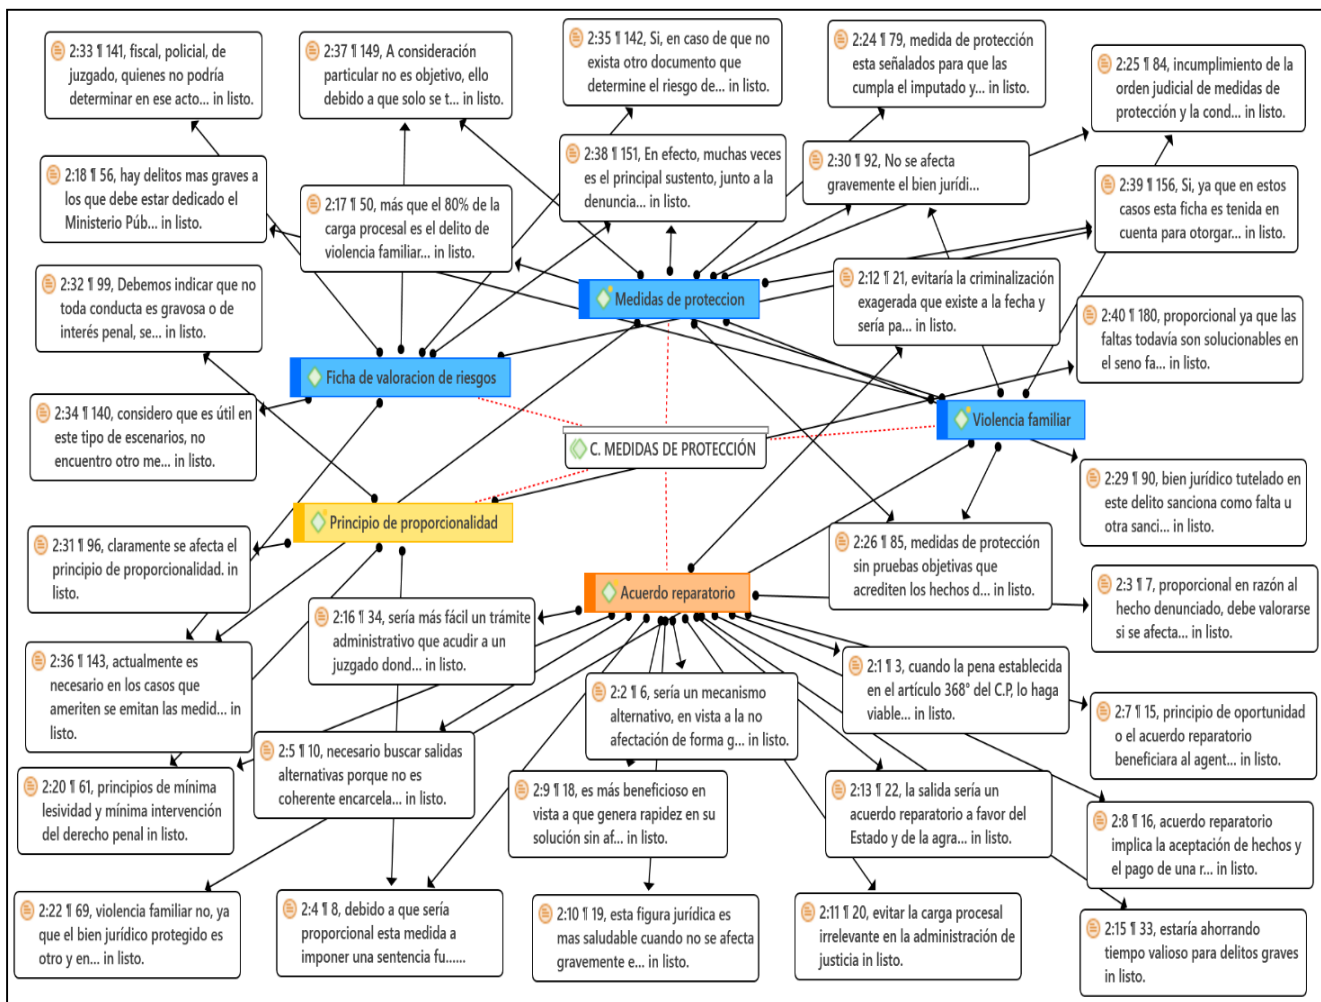 2:33 ¶ 141, fiscal, policial, de
juzgado, quienes no podría
determinar en ese acto... in listo.
2:37 ¶ 149, A consideración
particular no es objetivo, ello
debido a que solo se t... in listo.
2:35 ¶ 142, Si, en caso de que no
exista otro documento que
determine el riesgo de... in listo.
2:24 ¶ 79, medida de protección
esta señalados para que las
cumpla el imputado y... in listo.
2:25 ¶ 84, incumplimiento de la
orden judicial de medidas de
protección y la cond... in listo.
2:18 ¶ 56, hay delitos mas graves a
los que debe estar dedicado el
Ministerio Púb... in listo.
2:17 ¶ 50, más que el 80% de la
carga procesal es el delito de
violencia familiar... in listo.
2:38 ¶ 151, En efecto, muchas veces
es el principal sustento, junto a la
denuncia... in listo.
2:30 ¶ 92, No se afecta
gravemente el bien jurídi...
2:39 ¶ 156, Si, ya que en estos
casos esta ficha es tenida en
cuenta para otorgar... in listo.
2:32 ¶ 99, Debemos indicar que no
toda conducta es gravosa o de
interés penal, se... in listo.
Medidas de proteccion
2:12 ¶ 21, evitaría la criminalización
exagerada que existe a la fecha y
sería pa... in listo.
2:40 ¶ 180, proporcional ya que las
faltas todavía son solucionables en
el seno fa... in listo.
Ficha de valoracion de riesgos
2:34 ¶ 140, considero que es útil en
este tipo de escenarios, no
encuentro otro me... in listo.
C. MEDIDAS DE PROTECCIÓN
Violencia familiar
2:29 ¶ 90, bien jurídico tutelado en
este delito sanciona como falta u
otra sanci... in listo.
Principio de proporcionalidad
2:31 ¶ 96, claramente se afecta el
principio de proporcionalidad. in
listo.
2:26 ¶ 85, medidas de protección
sin pruebas objetivas que
acrediten los hechos d... in listo.
Acuerdo reparatorio
2:3 ¶ 7, proporcional en razón al
hecho denunciado, debe valorarse
si se afecta... in listo.
2:16 ¶ 34, sería más fácil un trámite
administrativo que acudir a un
juzgado dond... in listo.
2:36 ¶ 143, actualmente es
necesario en los casos que
ameriten se emitan las medid... in
listo.
2:1 ¶ 3, cuando la pena establecida
en el artículo 368° del C.P, lo haga
viable... in listo.
2:2 ¶ 6, sería un mecanismo
alternativo, en vista a la no
afectación de forma g... in listo.
2:7 ¶ 15, principio de oportunidad
o el acuerdo reparatorio
beneficiara al agent... in listo.
2:5 ¶ 10, necesario buscar salidas
alternativas porque no es
coherente encarcela... in listo.
2:20 ¶ 61, principios de mínima
lesividad y mínima intervención
del derecho penal in listo.
2:9 ¶ 18, es más beneficioso en
vista a que genera rapidez en su
solución sin af... in listo.
2:13 ¶ 22, la salida sería un
acuerdo reparatorio a favor del
Estado y de la agra... in listo.
2:8 ¶ 16, acuerdo reparatorio
implica la aceptación de hechos y
el pago de una r... in listo.
2:22 ¶ 69, violencia familiar no, ya
que el bien jurídico protegido es
otro y en... in listo.
2:4 ¶ 8, debido a que sería
proporcional esta medida a
imponer una sentencia fu......
2:10 ¶ 19, esta figura jurídica es
mas saludable cuando no se afecta
gravemente e... in listo.
2:11 ¶ 20, evitar la carga procesal
irrelevante en la administración de
justicia in listo.
2:15 ¶ 33, estaría ahorrando
tiempo valioso para delitos graves
in listo.